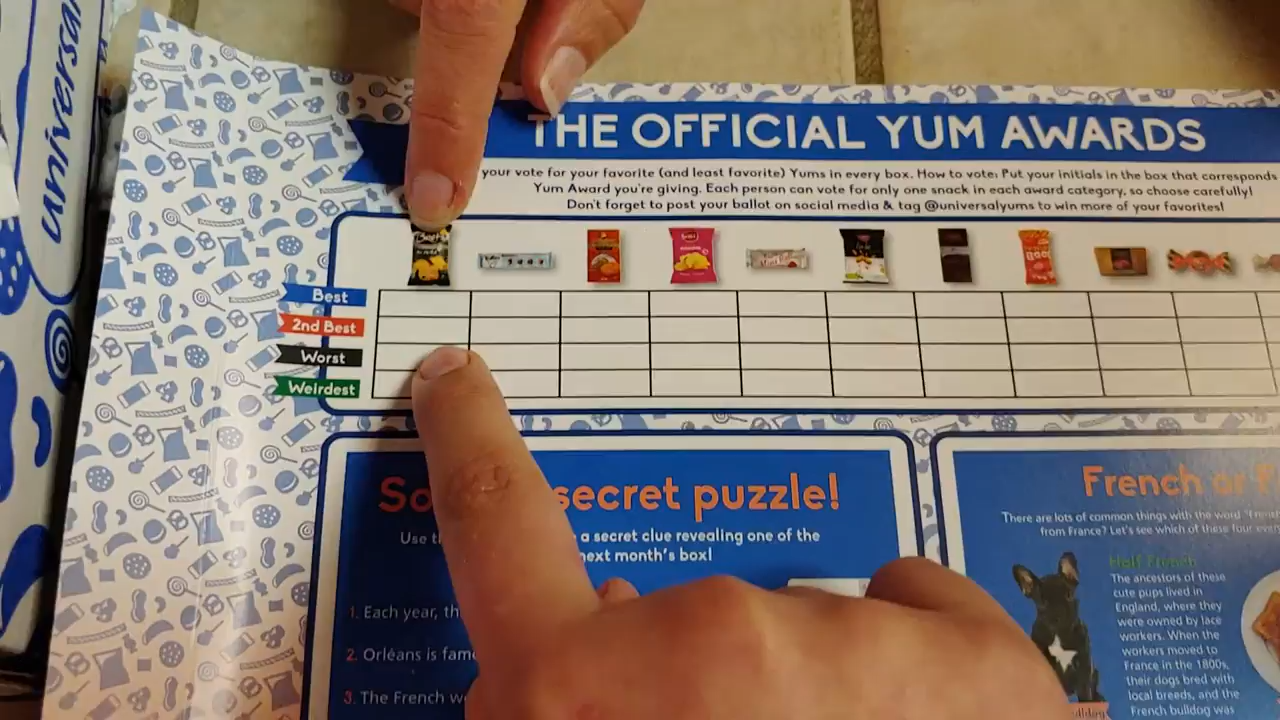 universal
THE OFFICIAL YUM AWARDS
your vote for your favorite (and least favorite) Yums in every box. How to vote: Put your initials in the box that corresponds
Yum Award you're giving. Each person can vote for only one snack in each award category, so choose carefully!
Don't forget to post your ballot on social media & tag @universalyums to win more of your favorites!
Best
2nd Best
Worst
Weirdest
So secret puzzle!
Use a secret clue revealing one of the
next month's box!
1. Each year, th
2. Orléans is fam
3. The French w
French or F
There are lots of common things with the word
from France? Let's see which of these four
Half French
The ancestors of these
cute pups lived in
England, where they
were owned by lace
workers. When the
workers moved to
France in the 1800s,
their dogs bred with
local breeds, and the
French bulldog was